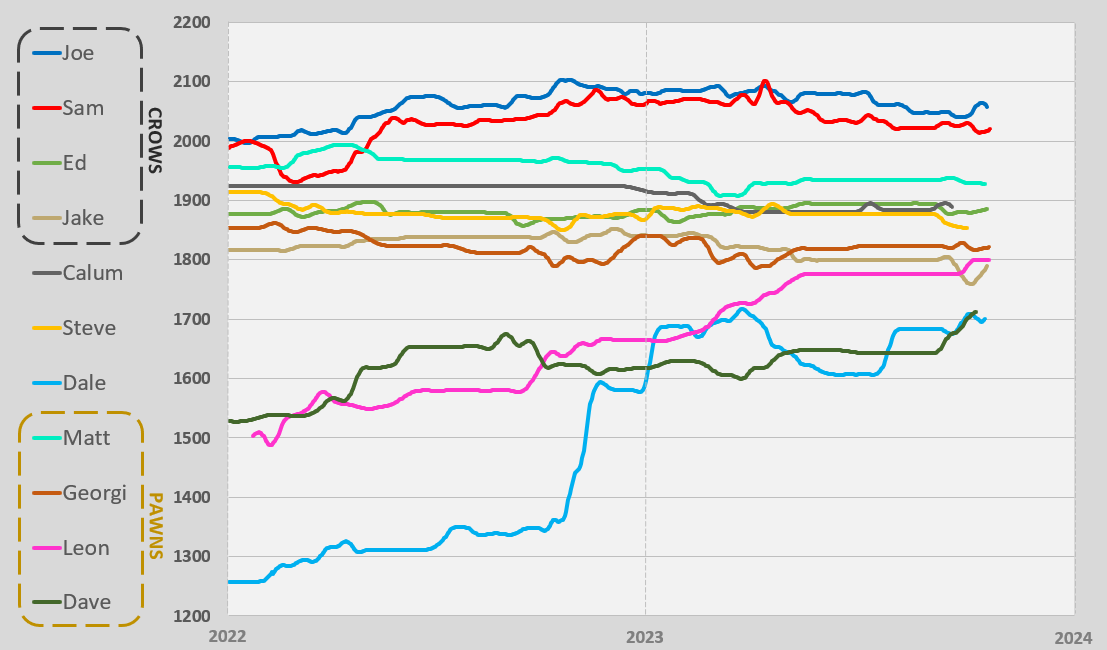 Joe
Sam
Ed
Jake
Calum
Steve
Dale
Matt
Georgi
Leon
Dave
CROWS
PAWNS
2200
2100
2000
1900
1800
1700
1600
1500
1400
1300
1200
2022
2023
2024